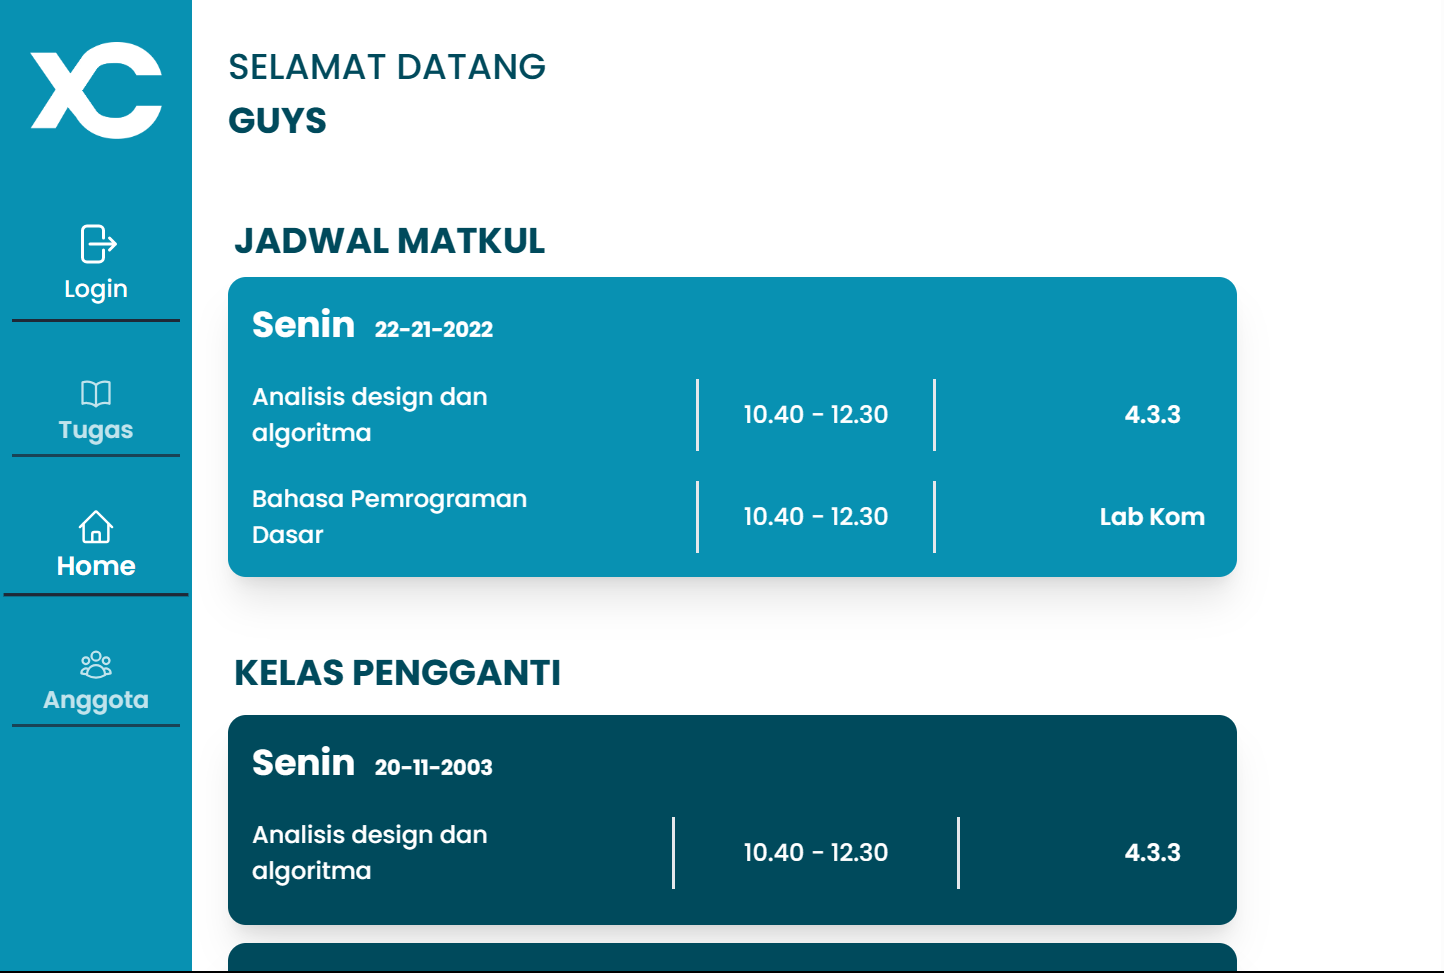 xC
Login
Tugas
Home
Anggota
SELAMAT DATANG
GUYS
JADWAL MATKUL
Senin 22-21-2022
Analisis design dan
algoritma
10.40 - 12.30
4.3.3
Bahasa Pemrograman
Dasar
10.40 - 12.30
Lab Kom
KELAS PENGGANTI
Senin 20-11-2003
Analisis design dan
algoritma
10.40 - 12.30
4.3.3